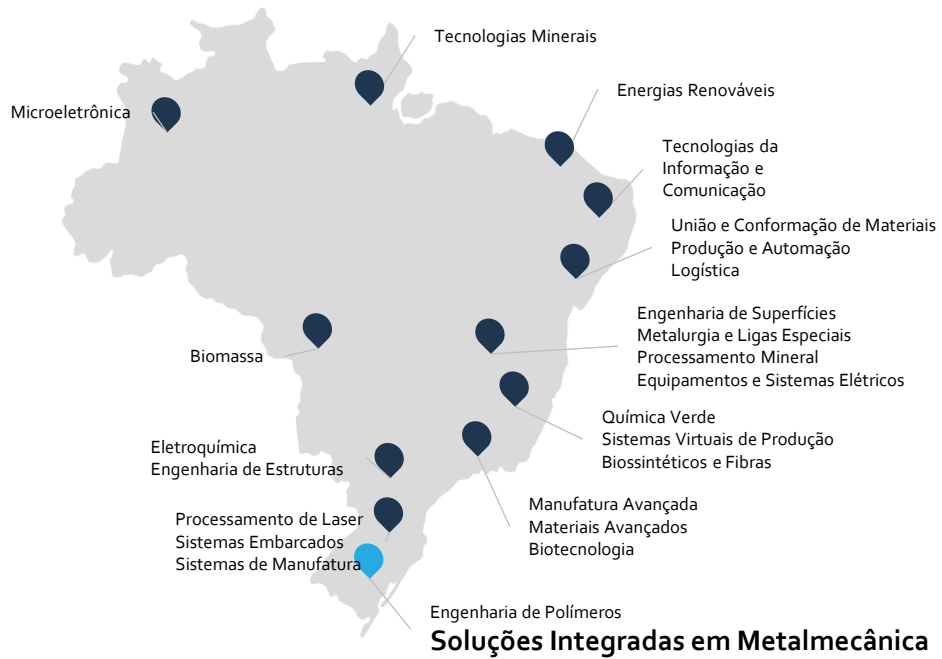 Tecnologias Minerais
Microeletrônica
Energias Renováveis
Tecnologias da
Informação e
Comunicação
União e Conformação de Materiais
Produção e Automação
Logística
Engenharia de Superfícies
Metalurgia e Ligas Especiais
Processamento Mineral
Equipamentos e Sistemas Elétricos
Biomassa
Química Verde
Sistemas Virtuais de Produção
Biossintéticos e Fibras
Eletroquímica
Engenharia de Estruturas
Manufatura Avançada
Materiais Avançados
Biotecnologia
Processamento de Laser
Sistemas Embarcados
Sistemas de Manufatura
Engenharia de Polímeros
Soluções Integradas em Metalmecânica